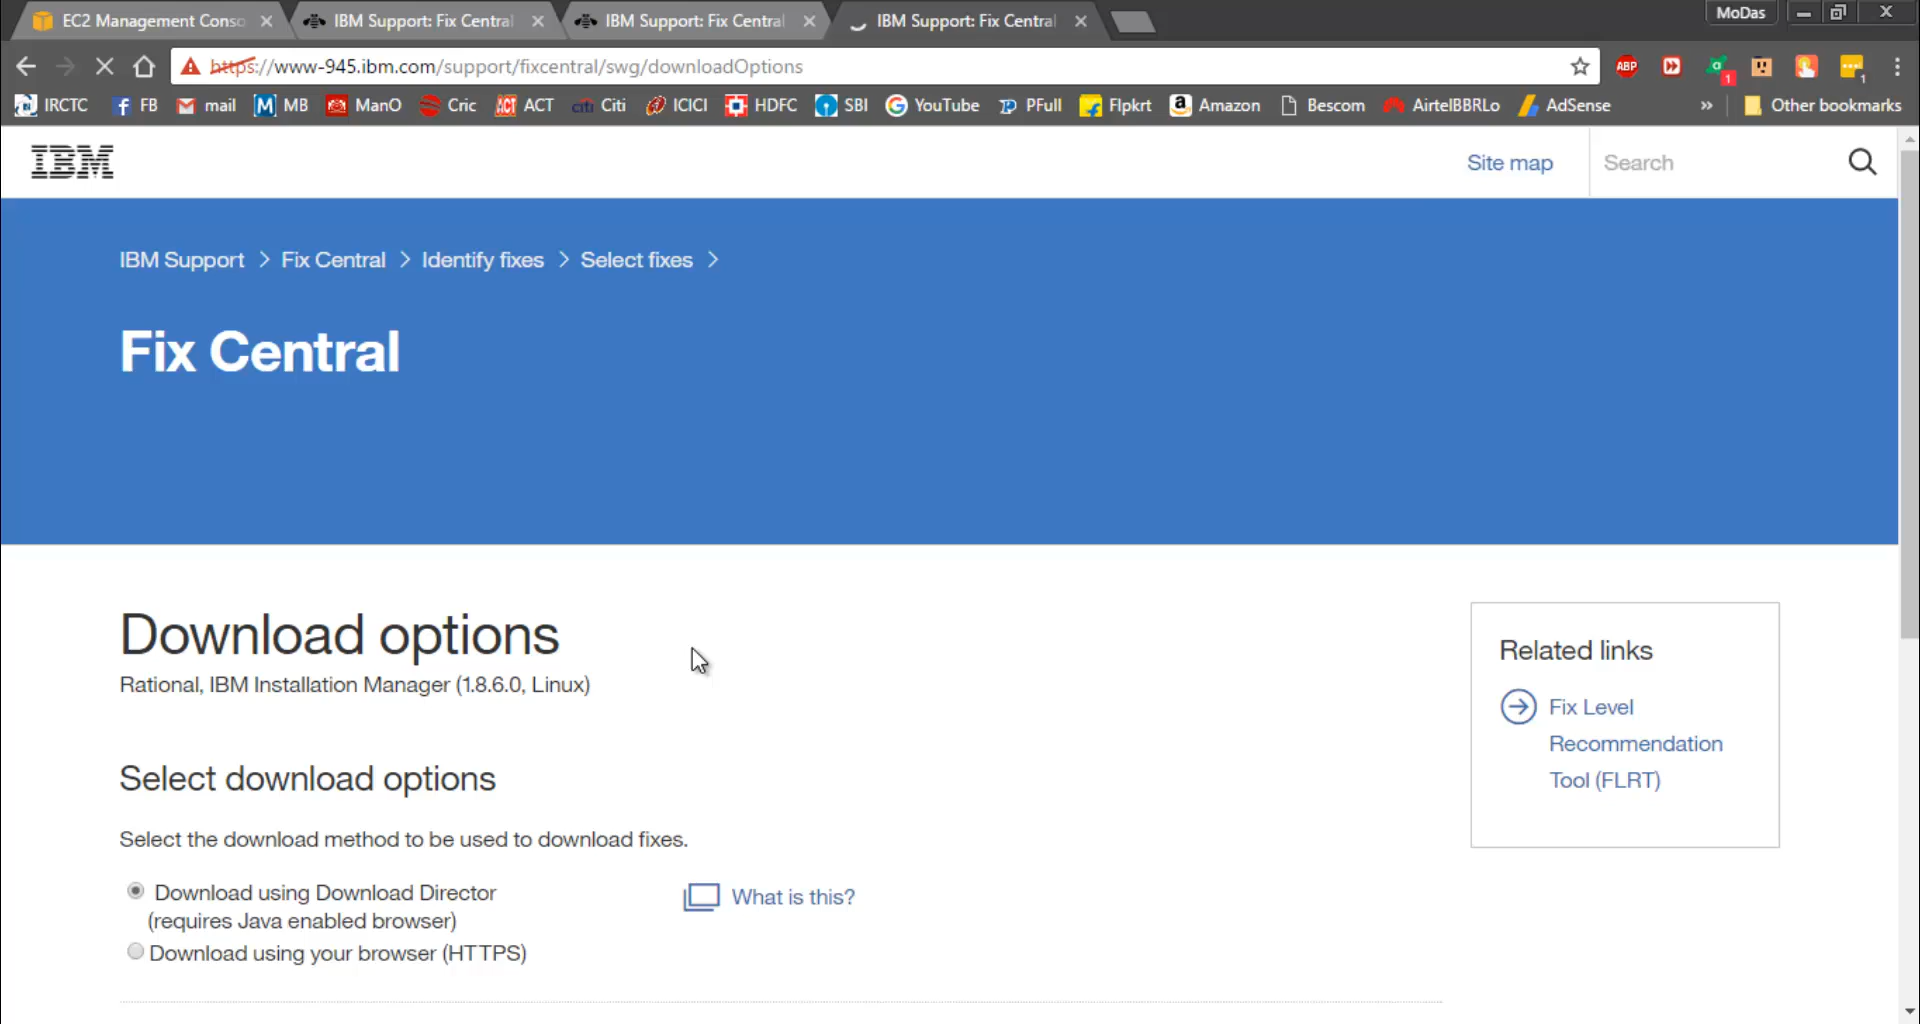 EC2 Management Conso
IBM Support: Fix Central
IBM Support: Fix Central
IBM Support: Fix Central
MoDas
https://www-945.ibm.com/support/fixcentral/swg/downloadOptions
ABP
1
1
IRCTC
FB
mail
MB
ManO
Cric
ACT
Citi
ICICI
HDFC
SBI
YouTube
PFull
Flpkrt
Amazon
Bescom
AirtelBBRLo
AdSense
»
Other bookmarks
IBM
Site map
Search
IBM Support > Fix Central > Identify fixes > Select fixes >
Fix Central
Download options
Rational, IBM Installation Manager (1.8.6.0, Linux)
Select download options
Select the download method to be used to download fixes.
Download using Download Director
(requires Java enabled browser)
What is this?
Download using your browser (HTTPS)
Related links
Fix Level
Recommendation
Tool (FLRT)